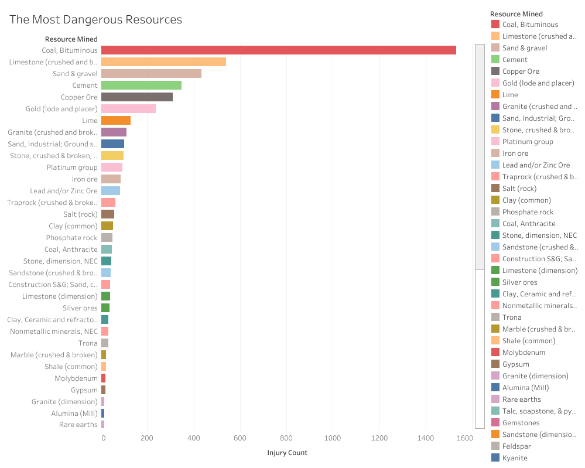 The Most Dangerous Resources
Resource Mined
Coal, Bituminous
Limestone (crushed and b..
Sand & gravel
Cement
Copper Ore
Gold (lode and placer)
Lime
Granite (crushed and brok..
Sand, Industrial; Ground s..
Stone, crushed & broken, ..
Platinum group
Iron ore
Lead and/or Zinc Ore
Traprock (crushed & broke..
Salt (rock)
Clay (common)
Phosphate rock
Coal, Anthracite
Stone, dimension, NEC
Sandstone (crushed & bro..
Construction S&G; Sand, c..
Limestone (dimension)
Silver ores
Clay, Ceramic and refracto..
Nonmetallic minerals, NEC
Trona
Marble (crushed & broken)
Shale (common)
Molybdenum
Gypsum
Granite (dimension)
Alumina (Mill)
Rare earths
0 200 400 600 800 1000 1200 1400 1600
Injury Count
Resource Mined
Coal, Bituminous
Limestone (crushed a..
Sand & gravel
Cement
Copper Ore
Gold (lode and placer)
Lime
Granite (crushed and ..
Sand, Industrial; Gro..
Stone, crushed & bro..
Platinum group
Iron ore
Lead and/or Zinc Ore
Traprock (crushed & b..
Salt (rock)
Clay (common)
Phosphate rock
Coal, Anthracite
Stone, dimension, NEC
Sandstone (crushed &..
Construction S&G; Sa..
Limestone (dimension)
Silver ores
Clay, Ceramic and ref..
Nonmetallic minerals..
Trona
Marble (crushed & br..
Shale (common)
Molybdenum
Gypsum
Granite (dimension)
Alumina (Mill)
Rare earths
Talc, soapstone, & py..
Gemstones
Sandstone (dimensio..
Feldspar
Kyanite